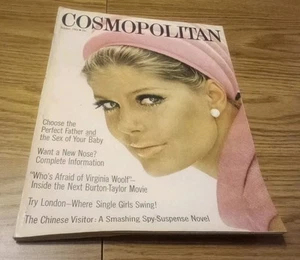 COSMOPOLITAN
Choose the
Perfect Father and
the Sex of Your Baby
Want a New Nose?
Complete Information
"Who's Afraid of Virginia Woolf"–
Inside the Next Burton-Taylor Movie
Try London–Where Single Girls Swing!
The Chinese Visitor: A Smashing Spy-Suspense Novel